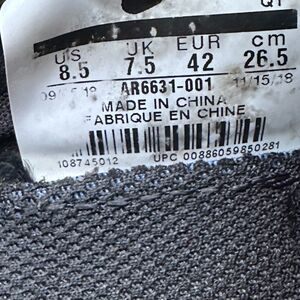 QT
US UK EUR cm
8.5 7.5 42 26.5
AR6631-001 11/15/18
MADE IN CHINA
FABRIQUE EN CHINE
108745012 UPC 00886059850281